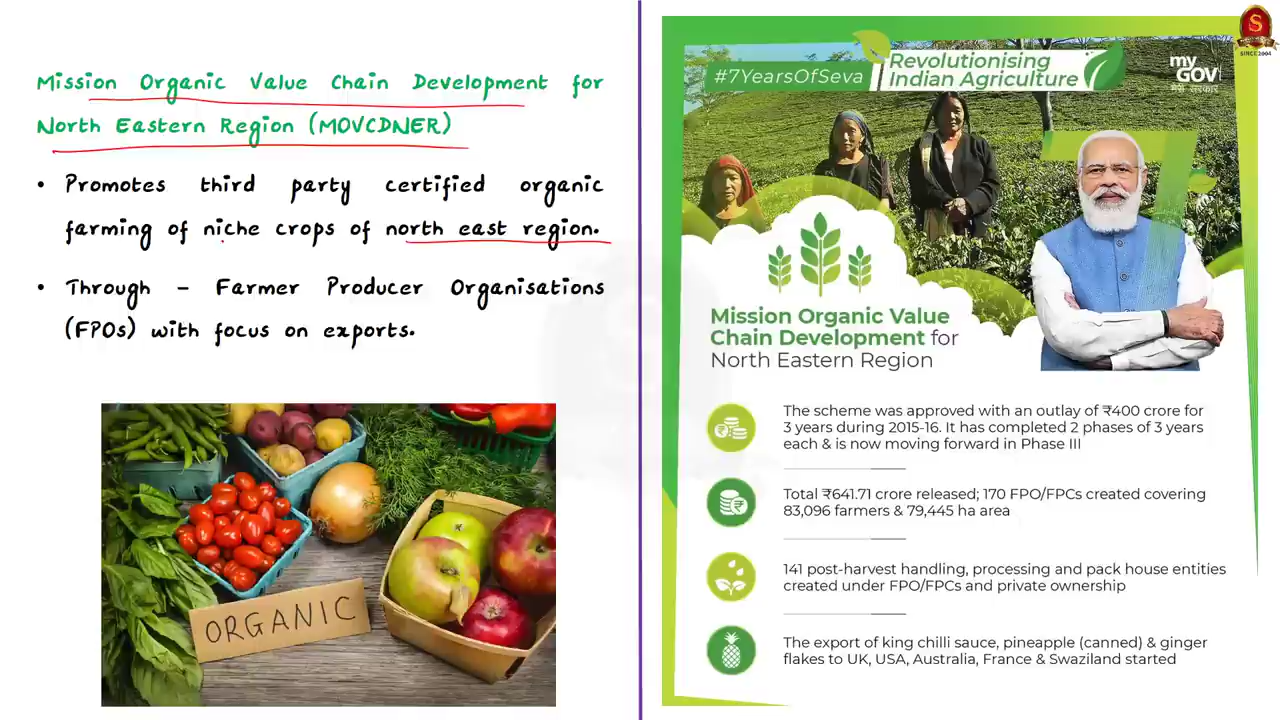 Mission Organic Value Chain Development for
North Eastern Region (MOVCDNER)
• Promotes third party certified organic
farming of niche crops of north east region.
• Through – Farmer Producer Organisations
(FPOs) with focus on exports.
ORGANIC
S
SINCE 2004
#7YearsOfSeva
Revolutionising
Indian Agriculture
my
GOV
मेरी सरकार
Mission Organic Value
Chain Development for
North Eastern Region
The scheme was approved with an outlay of ₹400 crore for
3 years during 2015-16. It has completed 2 phases of 3 years
each & is now moving forward in Phase III
Total ₹641.71 crore released; 170 FPO/FPCs created covering
83,096 farmers & 79,445 ha area
141 post-harvest handling, processing and pack house entities
created under FPO/FPCs and private ownership
The export of king chilli sauce, pineapple (canned) & ginger
flakes to UK, USA, Australia, France & Swaziland started